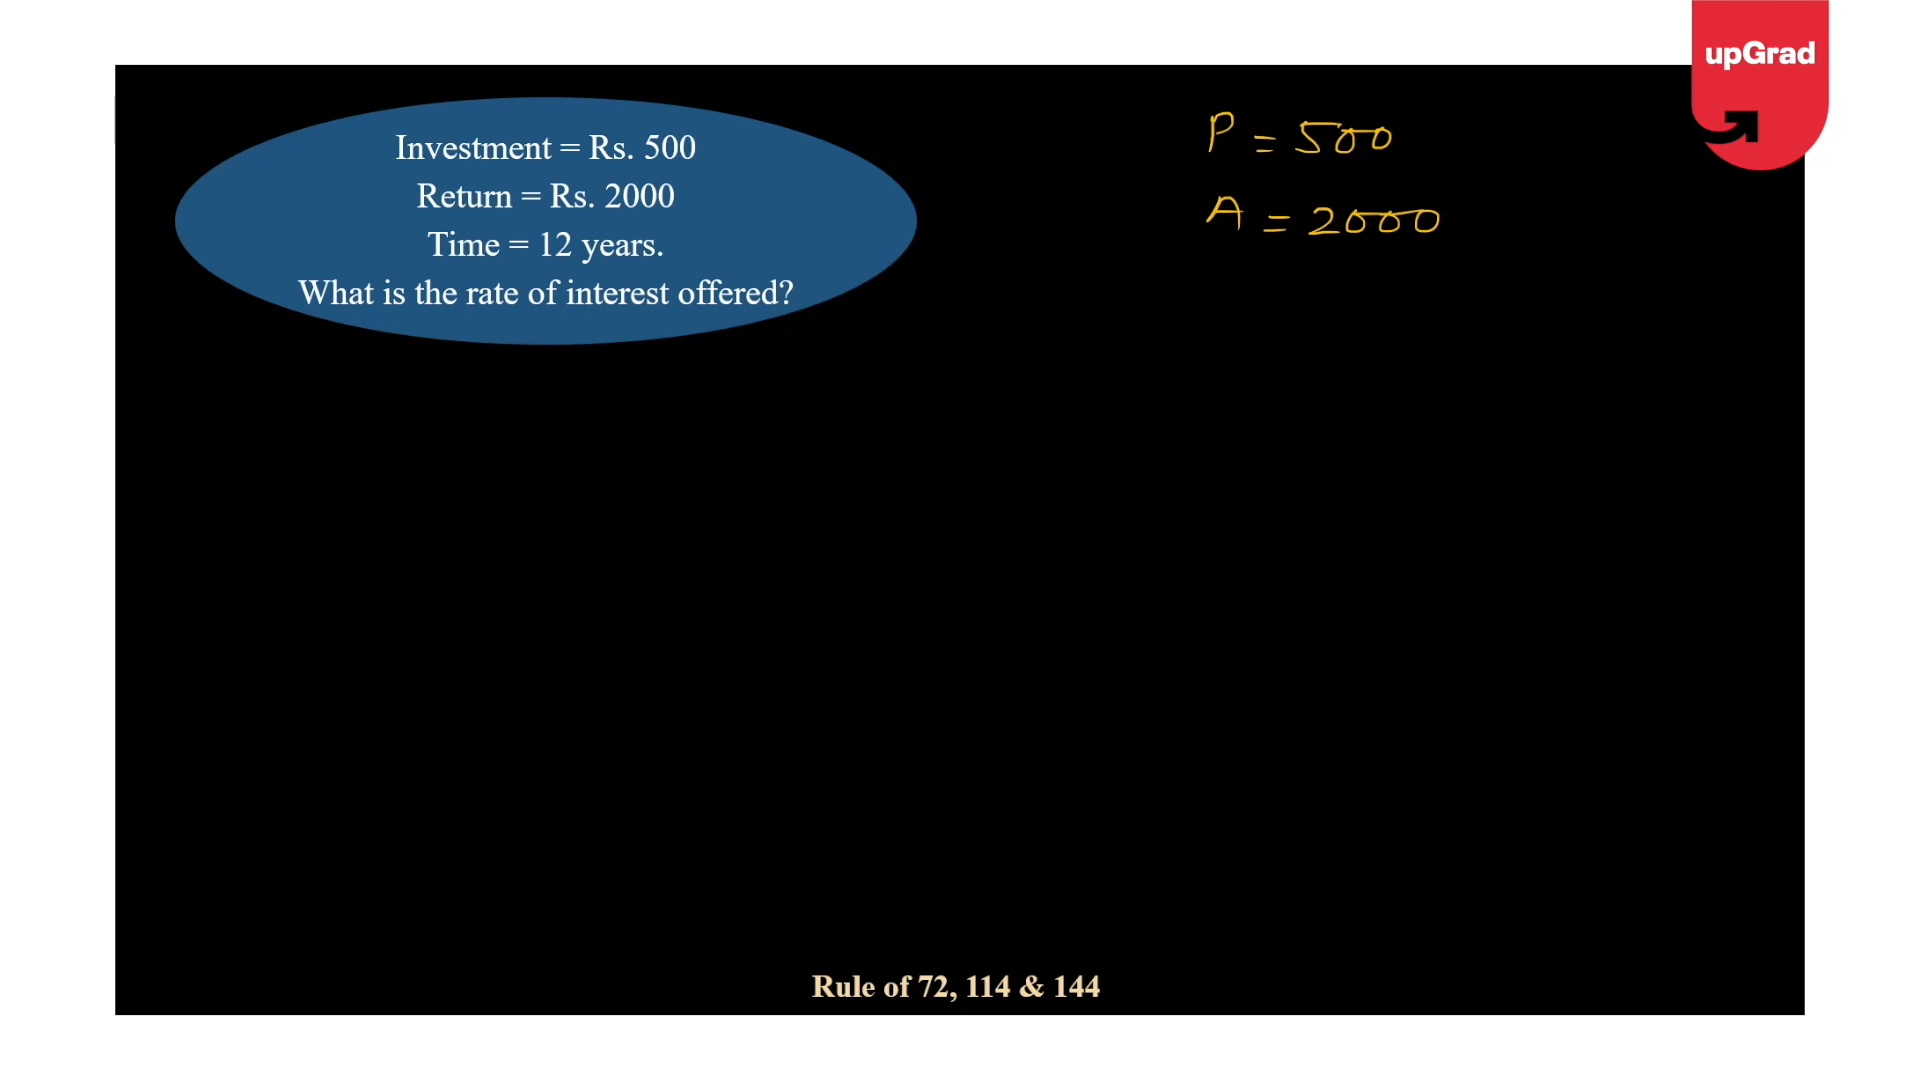 upGrad
Investment = Rs. 500
Return = Rs. 2000
Time = 12 years.
What is the rate of interest offered?
P = 500
A = 2000
Rule of 72, 114 & 144